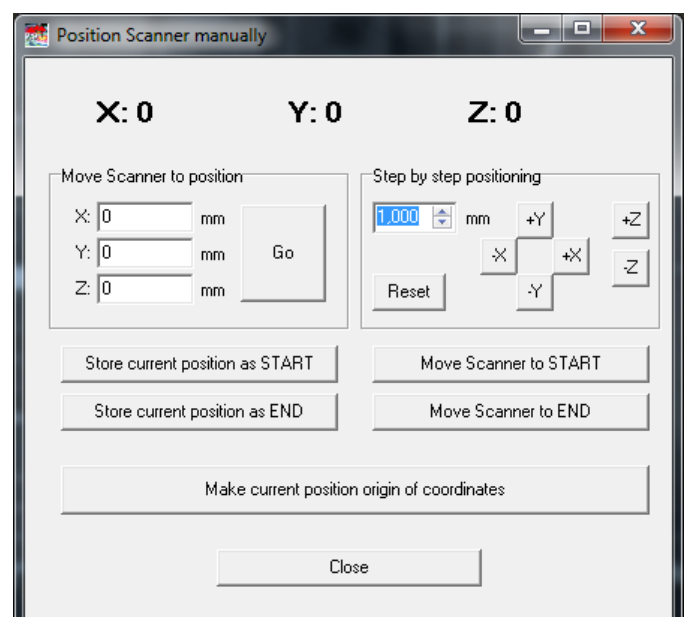 Position Scanner manually
X: 0 Y: 0 Z: 0
Move Scanner to position
X: 0 mm
Y: 0 mm
Z: 0 mm
Go
Step by step positioning
1,000 mm
+Y
-X +X
-Y
+Z
-Z
Reset
Store current position as START
Move Scanner to START
Store current position as END
Move Scanner to END
Make current position origin of coordinates
Close